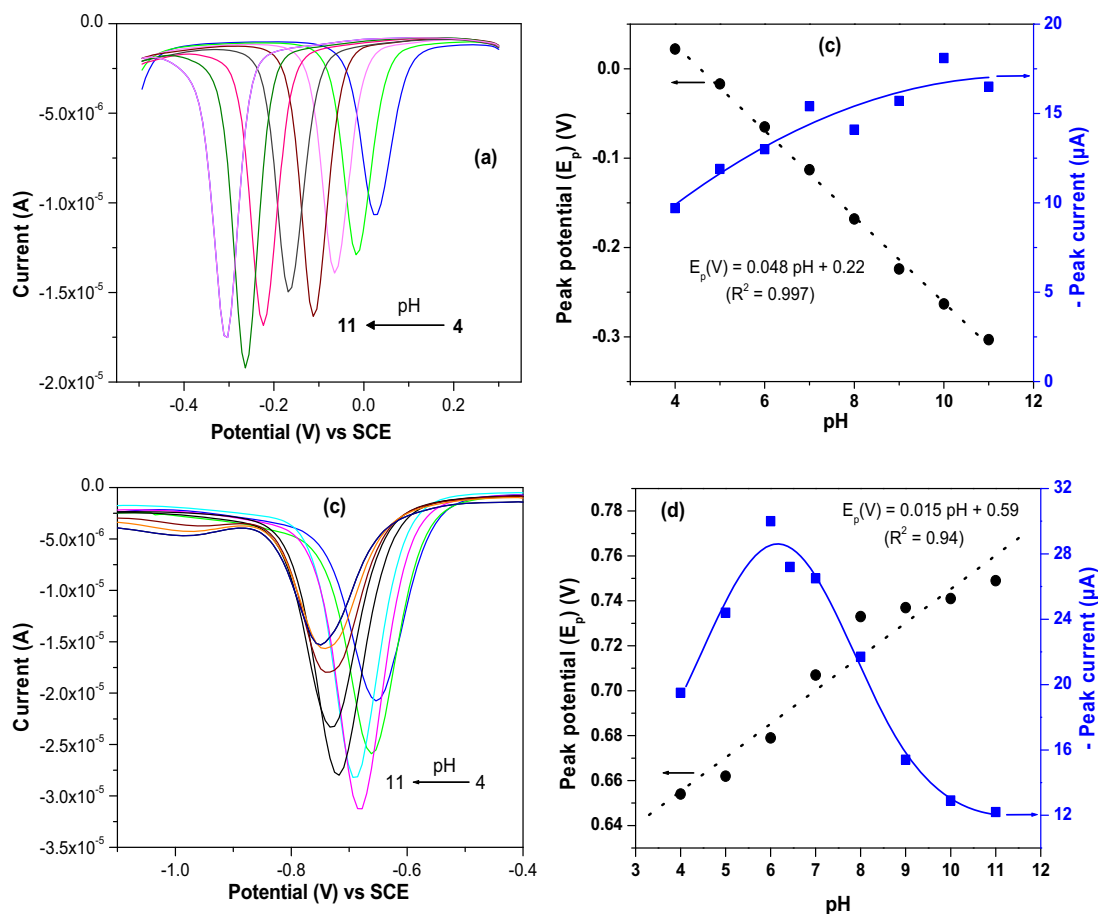 0.0
-5.0x10⁻⁶
-1.0x10⁻⁵
-1.5x10⁻⁵
-2.0x10⁻⁵
Current (A)
(a)
pH
11 4
-0.4 -0.2 0.0 0.2
Potential (V) vs SCE
(c)
0.0
-0.1
-0.2
-0.3
Peak potential (Eₚ) (V)
Eₚ(V) = 0.048 pH + 0.22
(R² = 0.997)
20
18
15
13
10
8
5
3
0
- Peak current (µA)
4 6 8 10 12
pH
0.0
-5.0x10⁻⁶
-1.0x10⁻⁵
-1.5x10⁻⁵
-2.0x10⁻⁵
-2.5x10⁻⁵
-3.0x10⁻⁵
-3.5x10⁻⁵
Current (A)
(c)
pH
11 4
-1.0 -0.8 -0.6 -0.4
Potential (V) vs SCE
(d)
Eₚ(V) = 0.015 pH + 0.59
(R² = 0.94)
0.78
0.76
0.74
0.72
0.70
0.68
0.66
0.64
Peak potential (Eₚ) (V)
32
28
24
20
16
12
- Peak current (µA)
3 4 5 6 7 8 9 10 11 12
pH